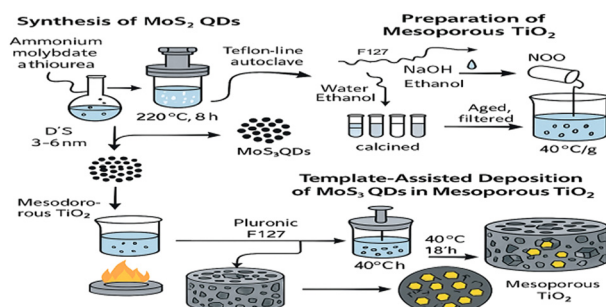 Synthesis of MoS₂ QDs
Ammonium
molybdate
a thiourea
Teflon-line
autoclave
220°C, 8 h
D'S
3–6 nm
MoS₃QDs
Preparation of
Mesoporous TiO₂
F127
NaOH
Ethanol
NOO
Water
Ethanol
Aged,
filtered
calcined
40°C/g
Mesodoro-
rous TiO₂
Template-Assisted Deposition
of MoS₃ QDs in Mesoporous TiO₂
Pluronic
F127
40°Ch
40°C
18'h
Mesoporous
TiO₂